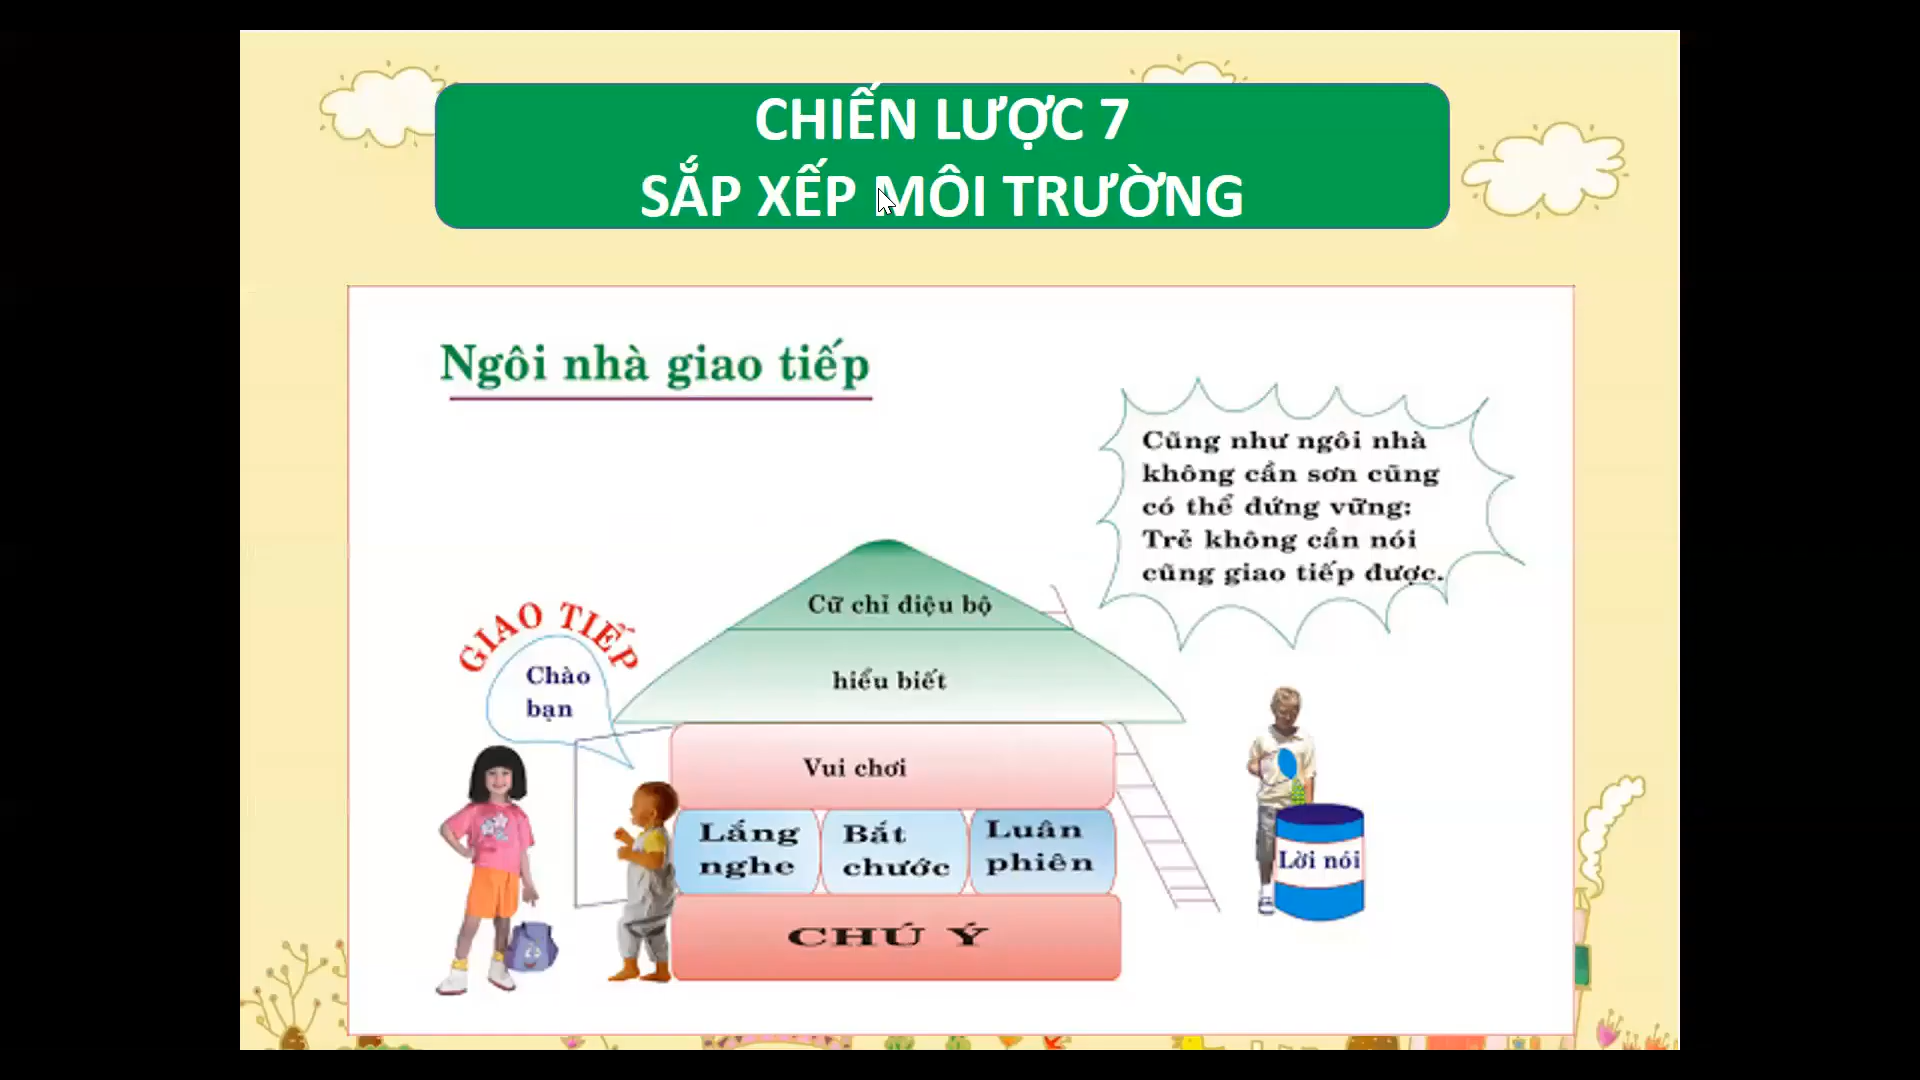 CHIẾN LƯỢC 7
SẮP XẾP MÔI TRƯỜNG
Ngôi nhà giao tiếp
Cũng như ngôi nhà
không cần sơn cũng
có thể đứng vững:
Trẻ không cần nói
cũng giao tiếp được.
Cữ chỉ điệu bộ
GIAO TIẾP
Chào
bạn
hiểu biết
Vui chơi
Lắng
nghe
Bắt
chước
Luân
phiên
Lời nói
CHÚ Ý